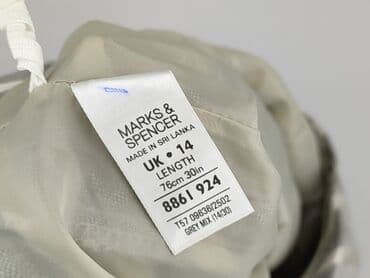 MARKS &
SPENCER
MADE IN SRI LANKA
UK • 14
LENGTH
76cm 30in
8861 924
T57 09636/2502
GREY MIX (14/30)